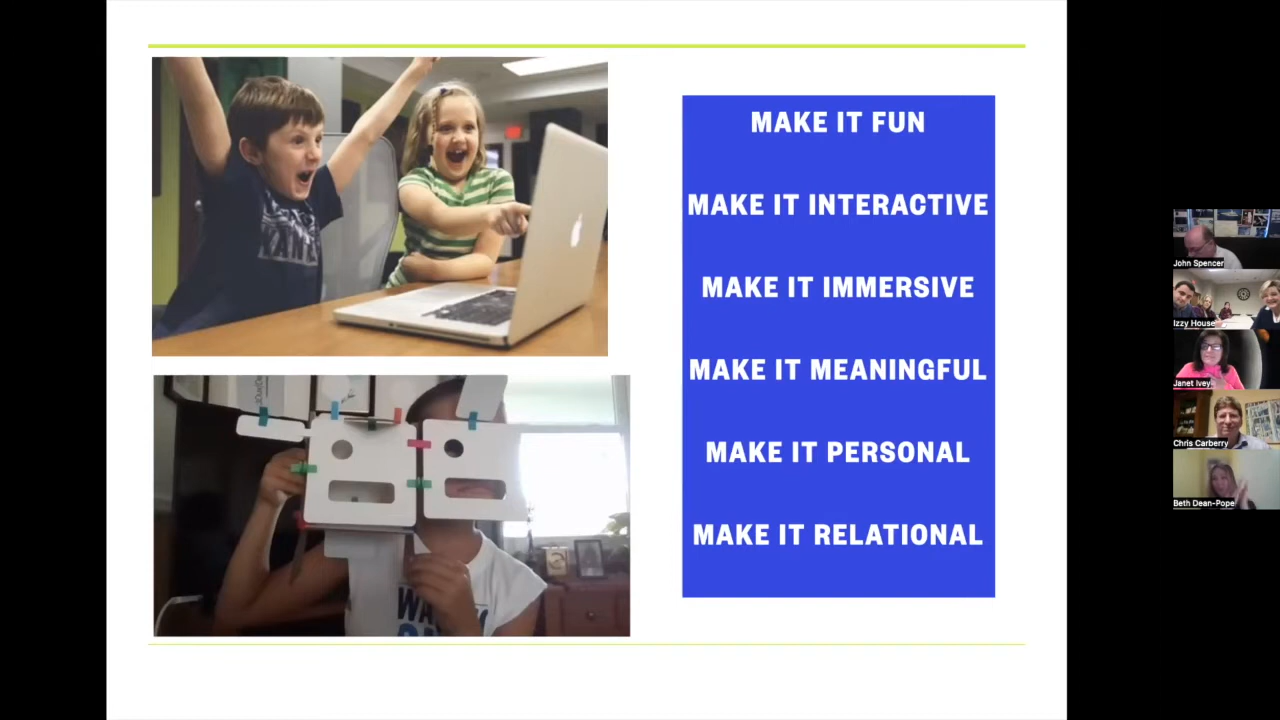 MAKE IT FUN
MAKE IT INTERACTIVE
MAKE IT IMMERSIVE
MAKE IT MEANINGFUL
MAKE IT PERSONAL
MAKE IT RELATIONAL
John Spencer
Izzy House
Janet Ivey
Chris Carberry
Beth Dean-Pope